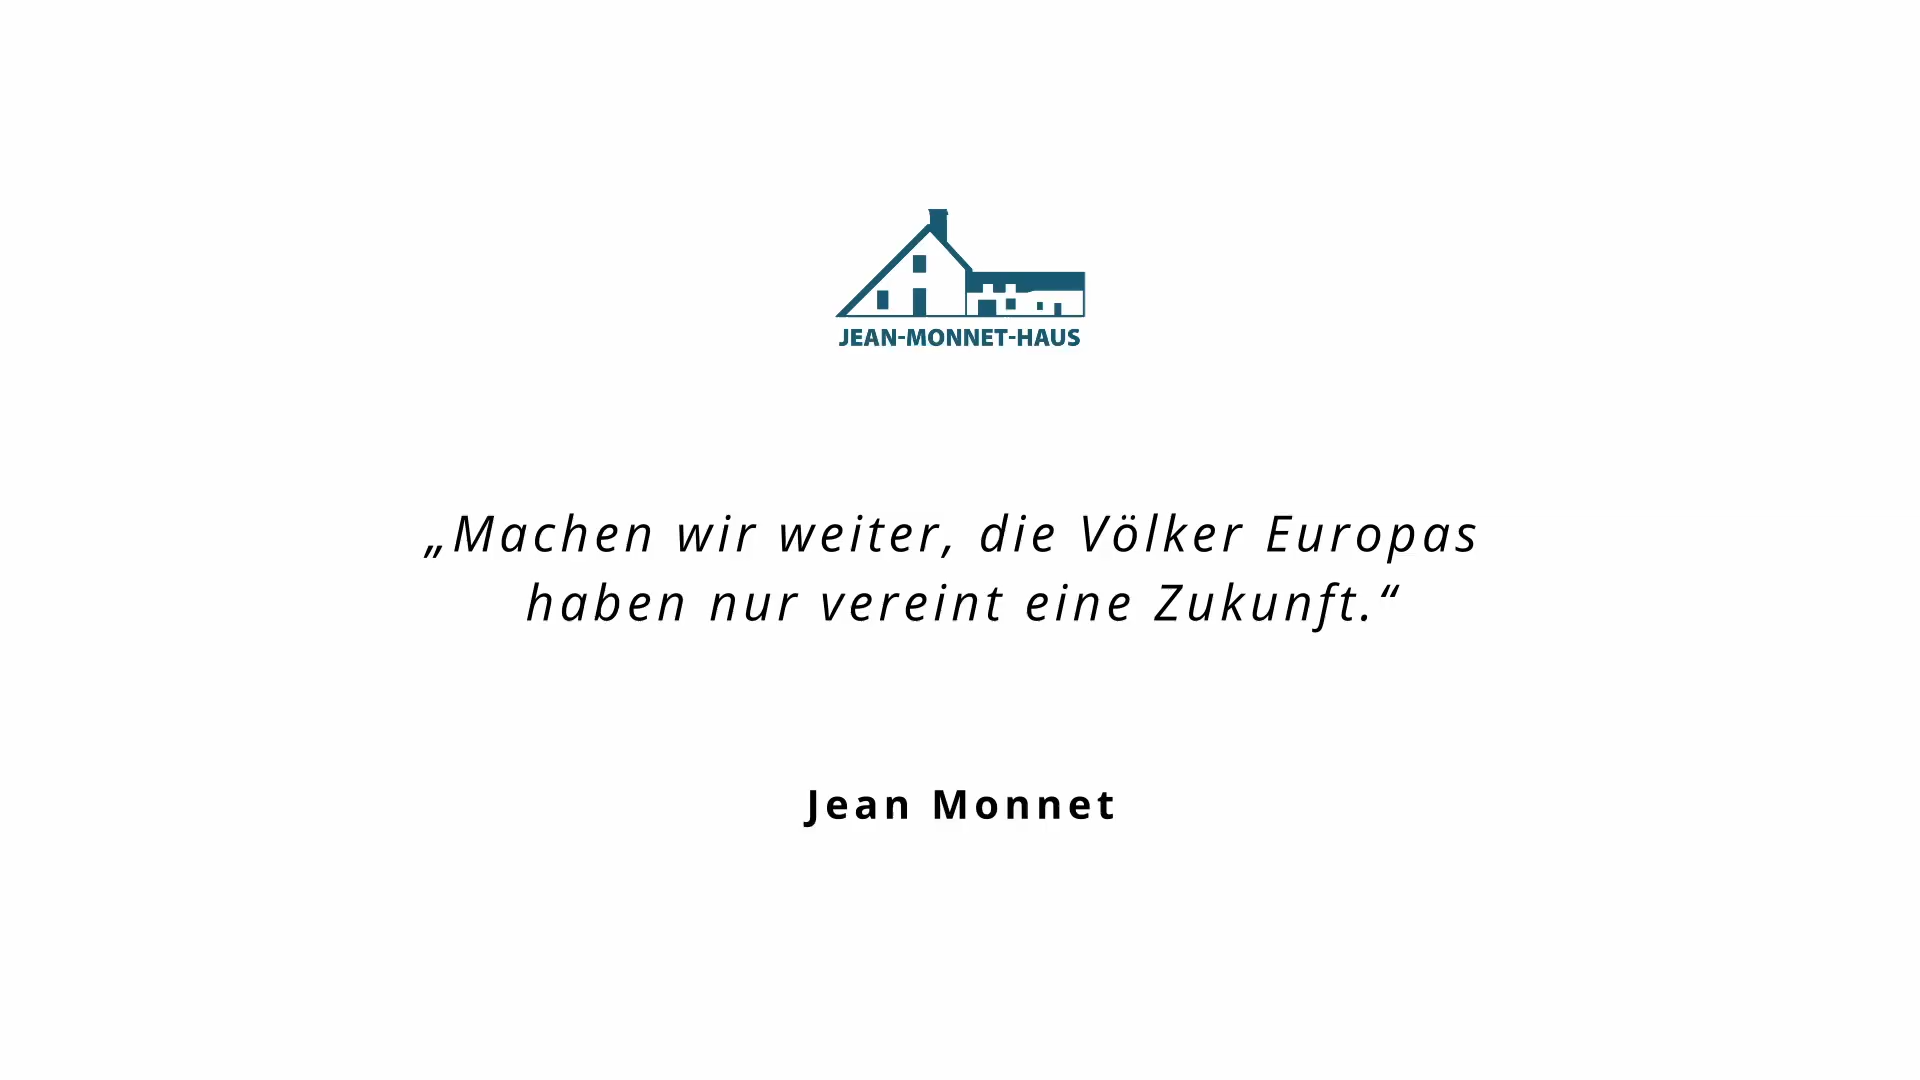 JEAN-MONNET-HAUS
„Machen wir weiter, die Völker Europas
haben nur vereint eine Zukunft.“
Jean Monnet